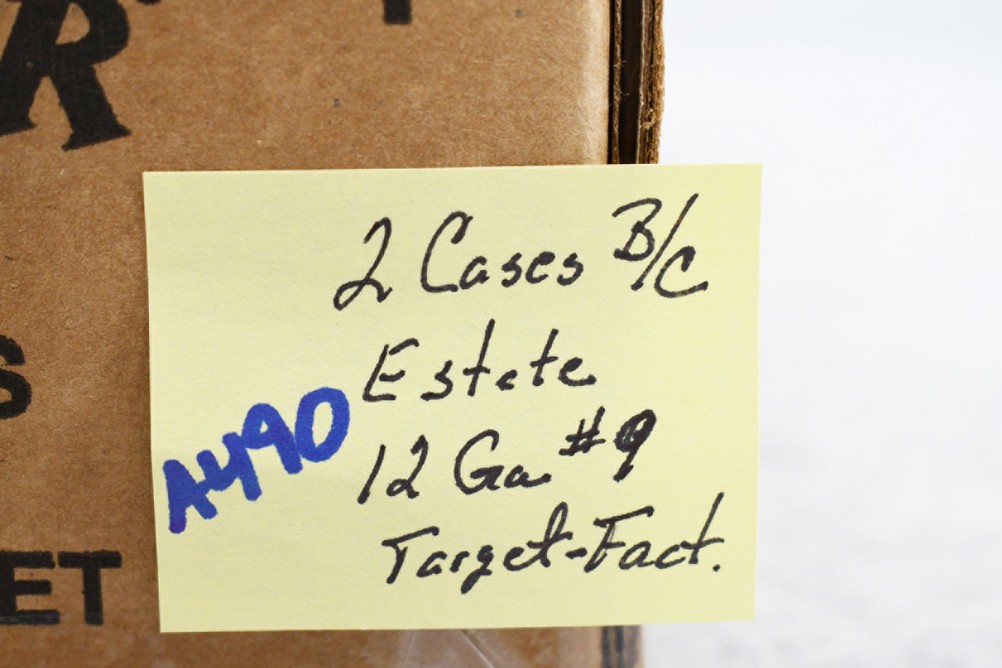 R
S
ET
2 Cases B/C
Estate
A490
12 Ga. #9
Target-Fact.